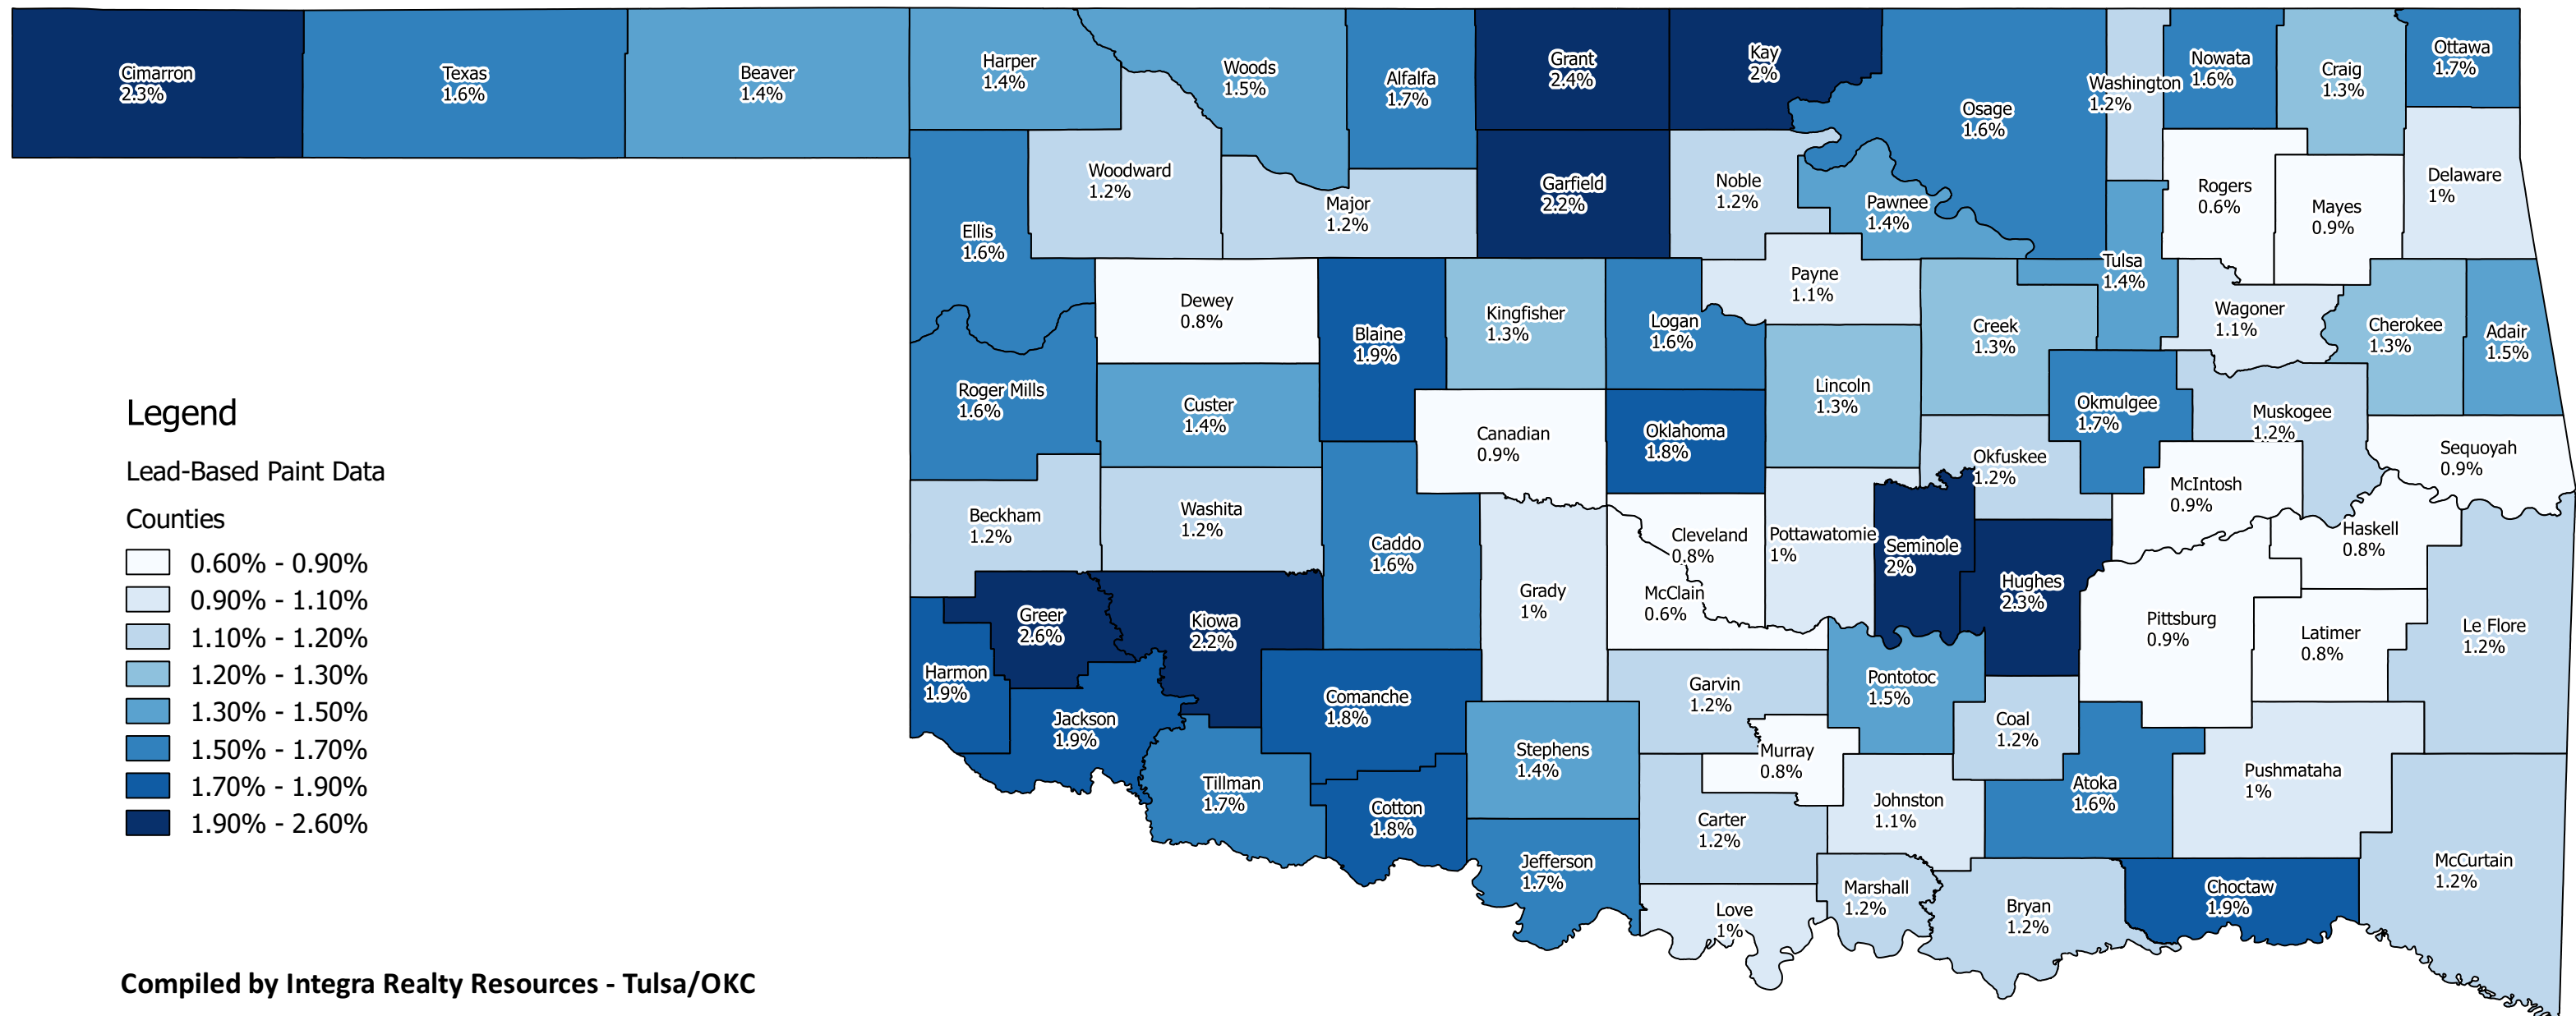 Cimarron
2.3%
Texas
1.6%
Beaver
1.4%
Harper
1.4%
Woods
1.5%
Alfalfa
1.7%
Grant
2.4%
Kay
2%
Osage
1.6%
Washington
1.2%
Nowata
1.6%
Craig
1.3%
Ottawa
1.7%
Woodward
1.2%
Major
1.2%
Garfield
2.2%
Noble
1.2%
Pawnee
1.4%
Rogers
0.6%
Mayes
0.9%
Delaware
1%
Ellis
1.6%
Dewey
0.8%
Blaine
1.9%
Kingfisher
1.3%
Logan
1.6%
Payne
1.1%
Creek
1.3%
Tulsa
1.4%
Wagoner
1.1%
Cherokee
1.3%
Adair
1.5%
Roger Mills
1.6%
Custer
1.4%
Canadian
0.9%
Oklahoma
1.8%
Lincoln
1.3%
Okmulgee
1.7%
Muskogee
1.2%
Sequoyah
0.9%
Okfuskee
1.2%
McIntosh
0.9%
Haskell
0.8%
Beckham
1.2%
Washita
1.2%
Caddo
1.6%
Grady
1%
Cleveland
0.8%
McClain
0.6%
Pottawatomie
1%
Seminole
2%
Hughes
2.3%
Pittsburg
0.9%
Latimer
0.8%
Le Flore
1.2%
Greer
2.6%
Kiowa
2.2%
Harmon
1.9%
Jackson
1.9%
Comanche
1.8%
Garvin
1.2%
Pontotoc
1.5%
Coal
1.2%
Stephens
1.4%
Murray
0.8%
Tillman
1.7%
Cotton
1.8%
Carter
1.2%
Johnston
1.1%
Atoka
1.6%
Pushmataha
1%
Jefferson
1.7%
Love
1%
Marshall
1.2%
Bryan
1.2%
Choctaw
1.9%
McCurtain
1.2%
Legend
Lead-Based Paint Data
Counties
0.60% - 0.90%
0.90% - 1.10%
1.10% - 1.20%
1.20% - 1.30%
1.30% - 1.50%
1.50% - 1.70%
1.70% - 1.90%
1.90% - 2.60%
Compiled by Integra Realty Resources - Tulsa/OKC